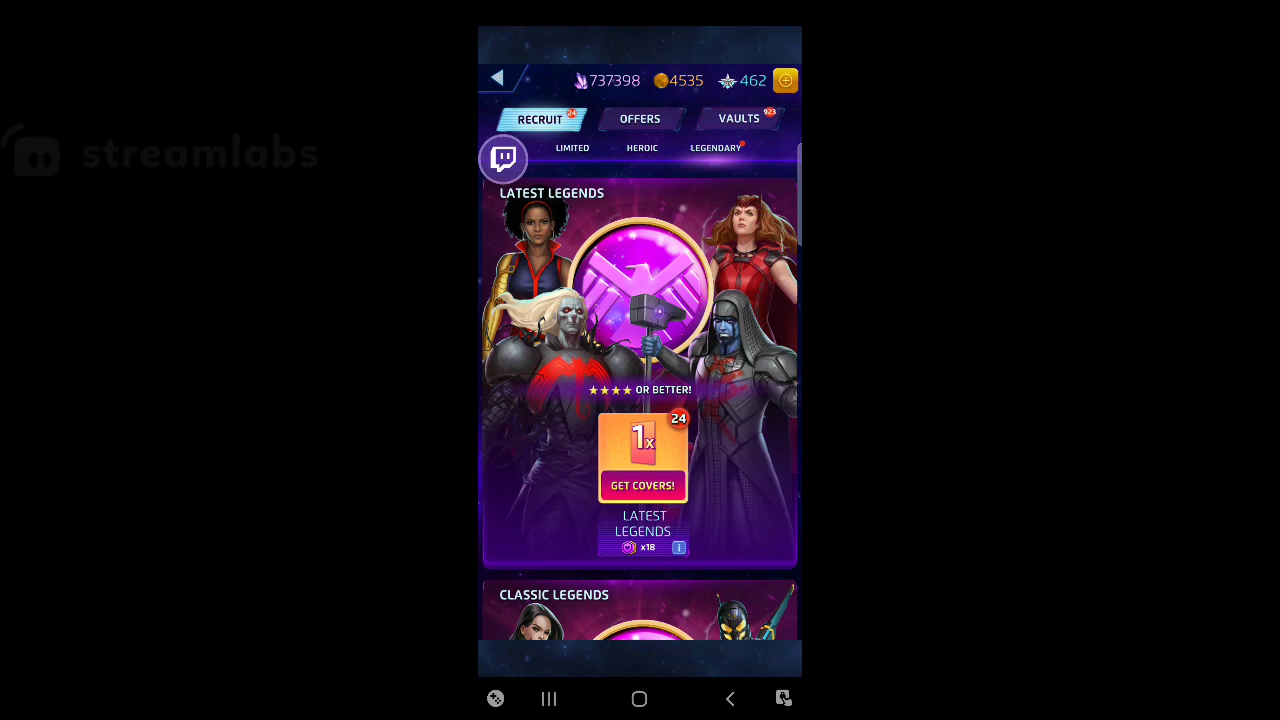 737398 4535 462
RECRUIT 24 OFFERS VAULTS 923
streamlabs
LIMITED HEROIC LEGENDARY
LATEST LEGENDS
★★★★ OR BETTER!
24
1x
GET COVERS!
LATEST
LEGENDS
x18 i
CLASSIC LEGENDS